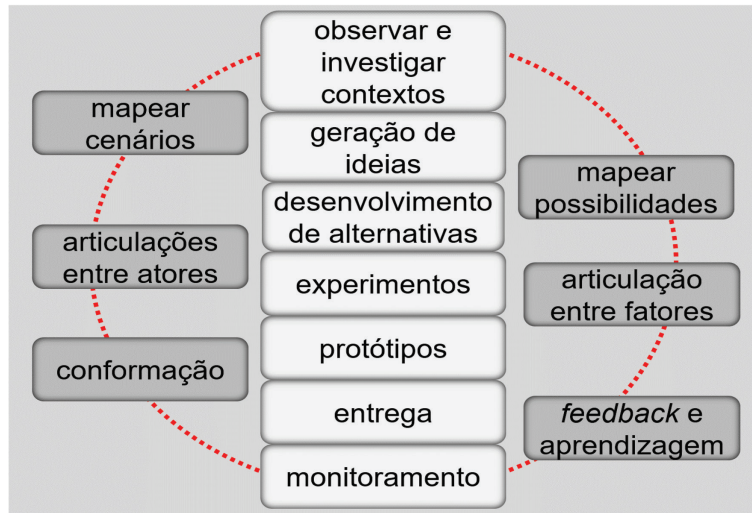 observar e
investigar
contextos
mapear
cenários
geração de
ideias
mapear
possibilidades
desenvolvimento
de alternativas
articulações
entre atores
experimentos
articulação
entre fatores
protótipos
conformação
entrega
feedback e
aprendizagem
monitoramento